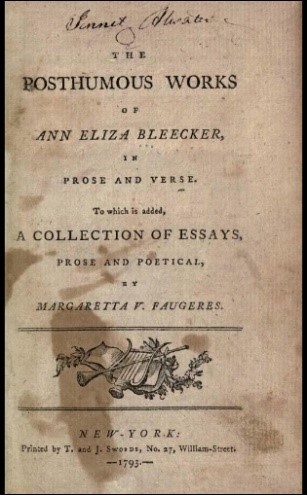 THE
POSTHUMOUS WORKS
OF
ANN ELIZA BLEECKER,
IN
PROSE AND VERSE.
To which is added,
A COLLECTION OF ESSAYS,
PROSE AND POETICAL,
BY
MARGARETTA V. FAUGERES.
NEW-YORK:
Printed by T. and J. Swords, No. 27, William-Street.
—1793.—